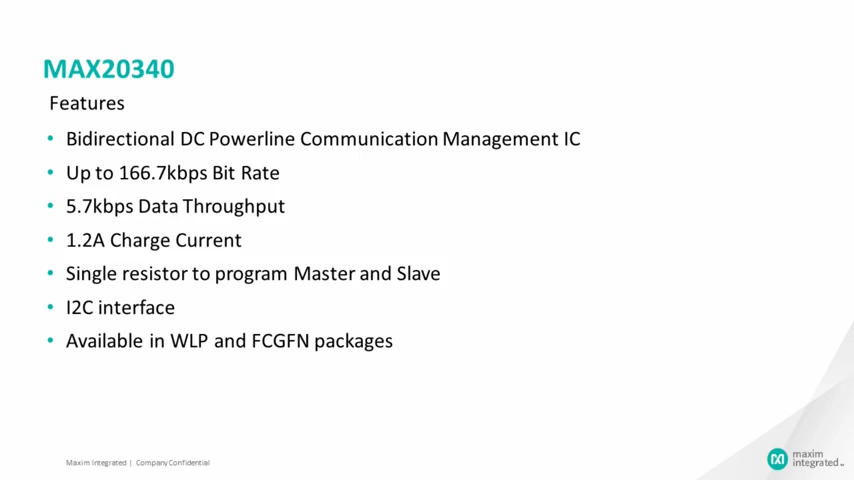 MAX20340
Features
• Bidirectional DC Powerline Communication Management IC
• Up to 166.7kbps Bit Rate
• 5.7kbps Data Throughput
• 1.2A Charge Current
• Single resistor to program Master and Slave
• I2C interface
• Available in WLP and FCGFN packages
Maxim Integrated | Company Confidential
maxim
integrated™